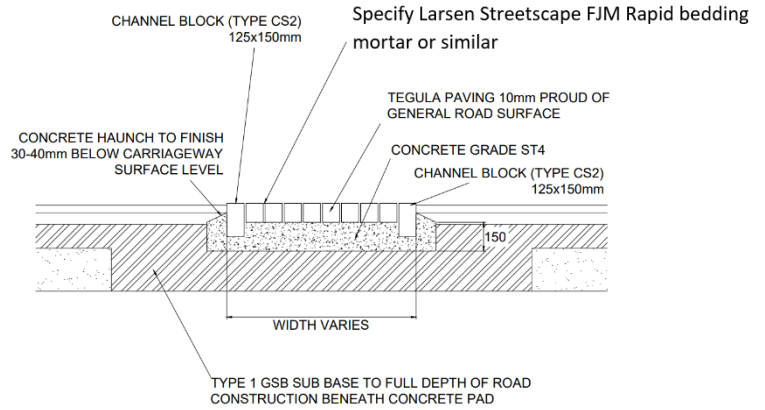 CHANNEL BLOCK (TYPE CS2)
125x150mm
Specify Larsen Streetscape FJM Rapid bedding
mortar or similar
TEGULA PAVING 10mm PROUD OF
GENERAL ROAD SURFACE
CONCRETE HAUNCH TO FINISH
30-40mm BELOW CARRIAGEWAY
SURFACE LEVEL
CONCRETE GRADE ST4
CHANNEL BLOCK (TYPE CS2)
125x150mm
150
WIDTH VARIES
TYPE 1 GSB SUB BASE TO FULL DEPTH OF ROAD
CONSTRUCTION BENEATH CONCRETE PAD